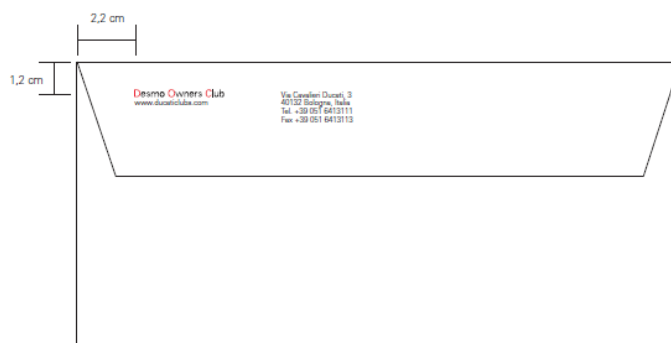 2,2 cm
1,2 cm
Desmo Owners Club
www.ducaticlubs.com
Via Cavalieri Ducati, 3
40132 Bologna, Italia
Tel. +39 051 6413111
Fax +39 051 6413113